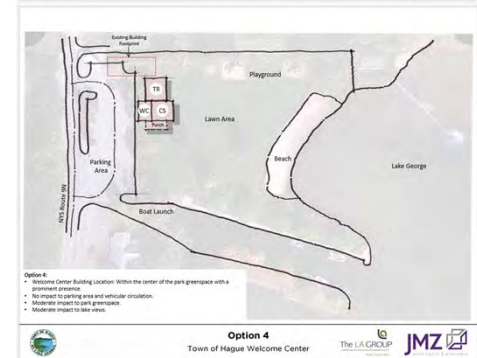 Existing Building
Footprint
Playground
TR
WC
CS
Porch
Lawn Area
Parking
Area
Beach
Lake George
NYS Route 9N
Boat Launch
Option 4:
• Welcome Center Building Location: Within the center of the park greenspace with a
prominent presence.
• No impact to parking area and vehicular circulation.
• Moderate impact to park greenspace.
• Moderate impact to lake views.
Option 4
Town of Hague Welcome Center
The LA GROUP
JMZ